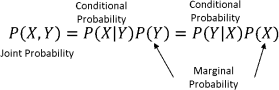 Conditional Probability
Conditional Probability
P(X,Y) = P(X|Y)P(Y) = P(Y|X)P(X)
Joint Probability
Marginal Probability